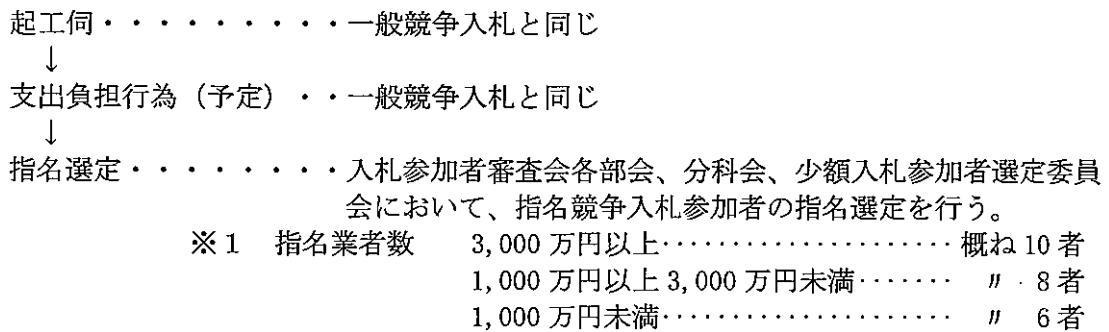 起工伺・・・・・・・・・一般競争入札と同じ
↓
支出負担行為（予定）・・一般競争入札と同じ
↓
指名選定・・・・・・・・入札参加者審査会各部会、分科会、少額入札参加者選定委員
会において、指名競争入札参加者の指名選定を行う。
※1 指名業者数 3,000万円以上・・・・・・・・・・・・・・・・・・・概ね10者
1,000万円以上3,000万円未満・・・・・・・ 〃 8者
1,000万円未満・・・・・・・・・・・・・・・・・・・ 〃 6者